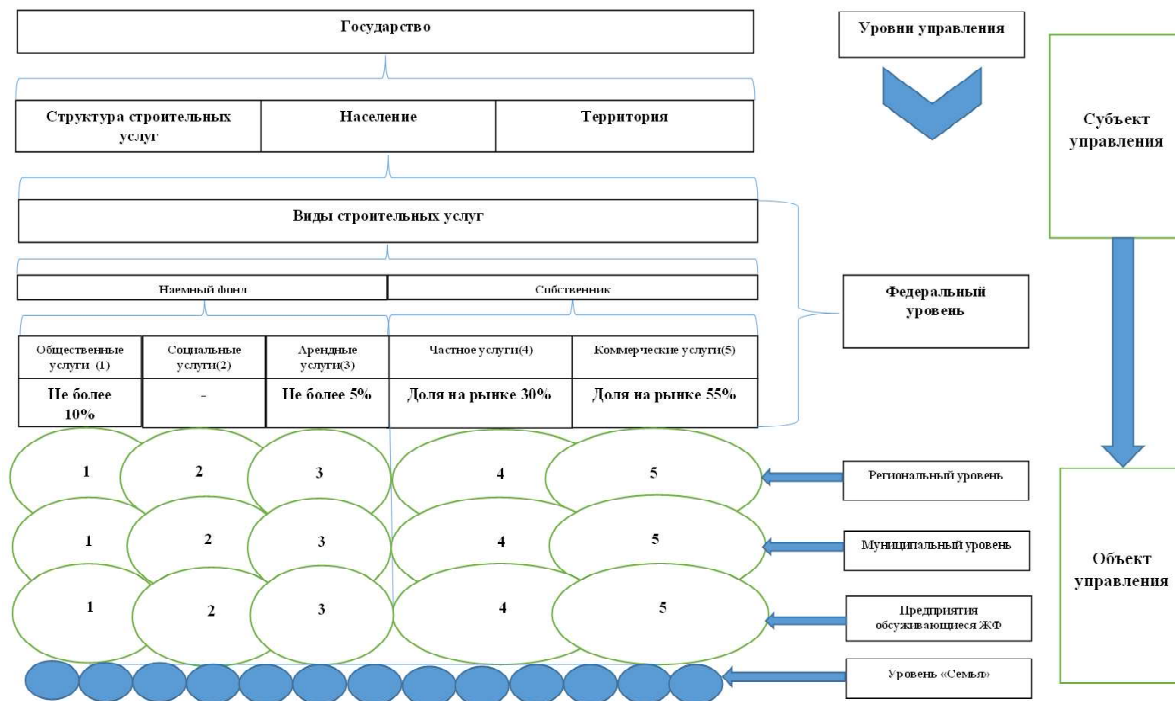 Государство
Уровни управления
Структура строительных
услуг
Население
Территория
Субъект
управления
Виды строительных услуг
Наемный фонд
Собственник
Федеральный
уровень
Общественные
услуги (1)
Социальные
услуги(2)
Арендные
услуги(3)
Частное услуги(4)
Коммерческие услуги(5)
Не более
10%
-
Не более 5%
Доля на рынке 30%
Доля на рынке 55%
1
2
3
4
5
Региональный уровень
1
2
3
4
5
Муниципальный уровень
Объект
управления
1
2
3
4
5
Предприятия
обсуживающиеся ЖФ
Уровень «Семья»